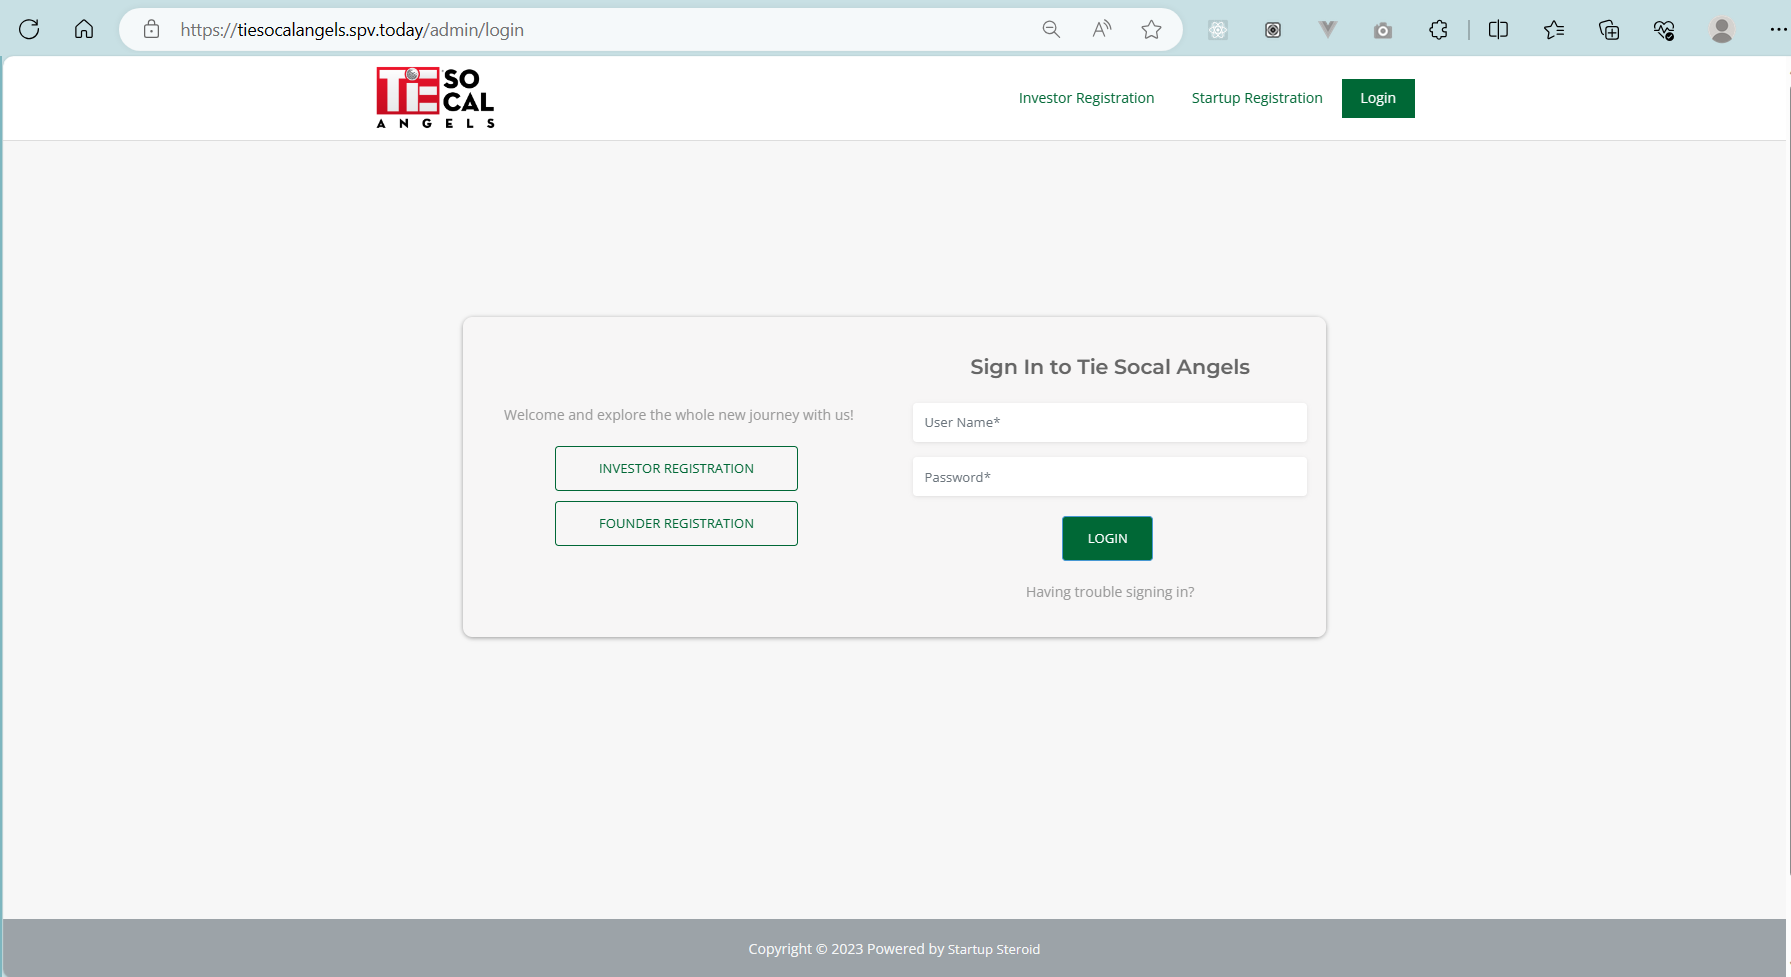 https://tiesocalangels.spv.today/admin/login
TiE SO
CAL
ANGELS
Investor Registration
Startup Registration
Login
Welcome and explore the whole new journey with us!
INVESTOR REGISTRATION
FOUNDER REGISTRATION
Sign In to Tie Socal Angels
User Name*
Password*
LOGIN
Having trouble signing in?
Copyright © 2023 Powered by Startup Steroid